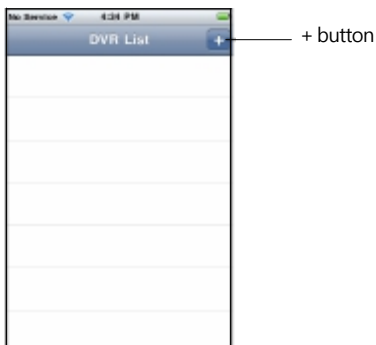 No Service 4:34 PM
DVR List +
+ button